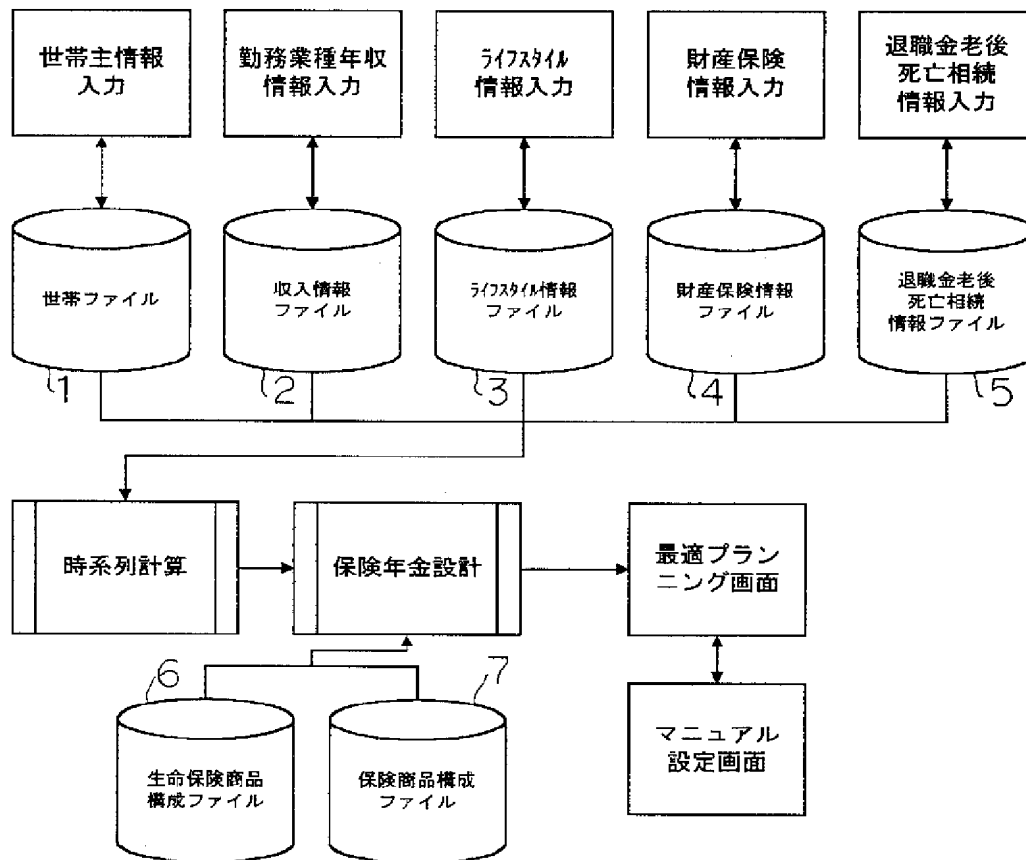 世帯主情報
入力
勤務業種年収
情報入力
ライフスタイル
情報入力
財産保険
情報入力
退職金老後
死亡相続
情報入力
世帯ファイル
収入情報
ファイル
ライフスタイル情報
ファイル
財産保険情報
ファイル
退職金老後
死亡相続
情報ファイル
1
2
3
4
5
時系列計算
保険年金設計
最適プラン
ニング画面
6
7
生命保険商品
構成ファイル
保険商品構成
ファイル
マニュアル
設定画面